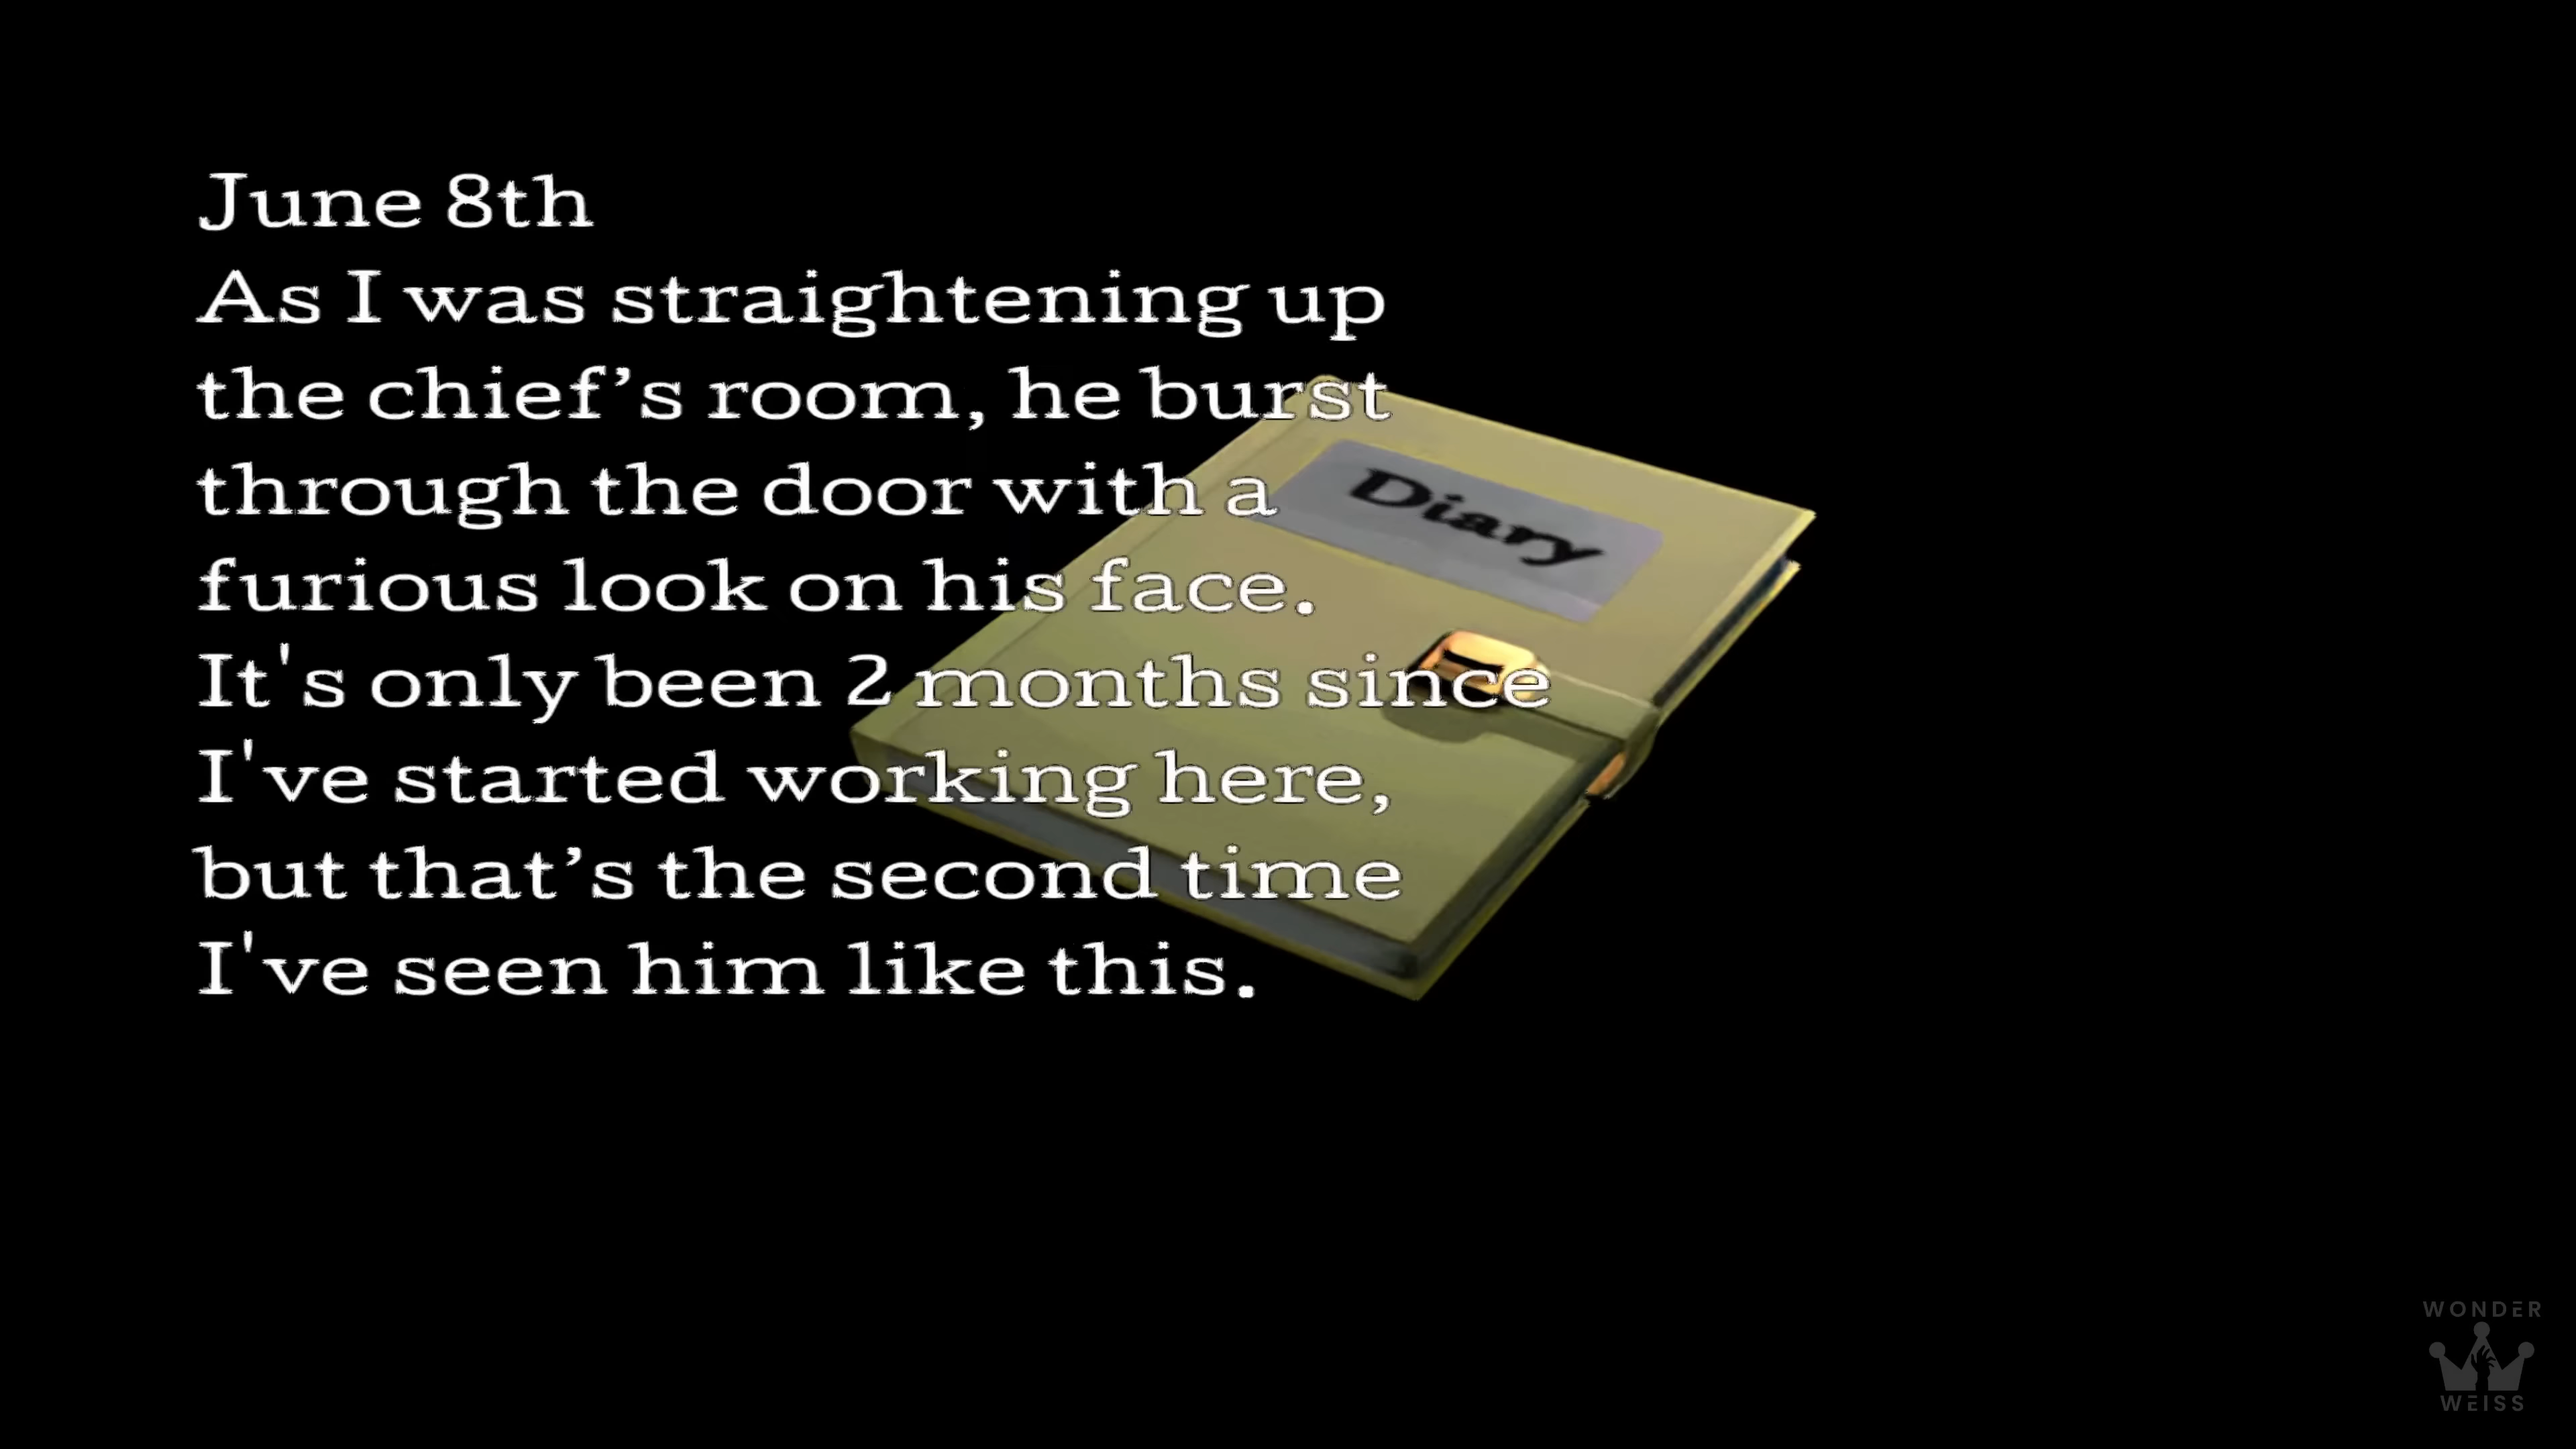 June 8th
As I was straightening up
the chief’s room, he burst
through the door with a
furious look on his face.
It's only been 2 months since
I've started working here,
but that’s the second time
I've seen him like this.
Diary
WONDER
WEISS